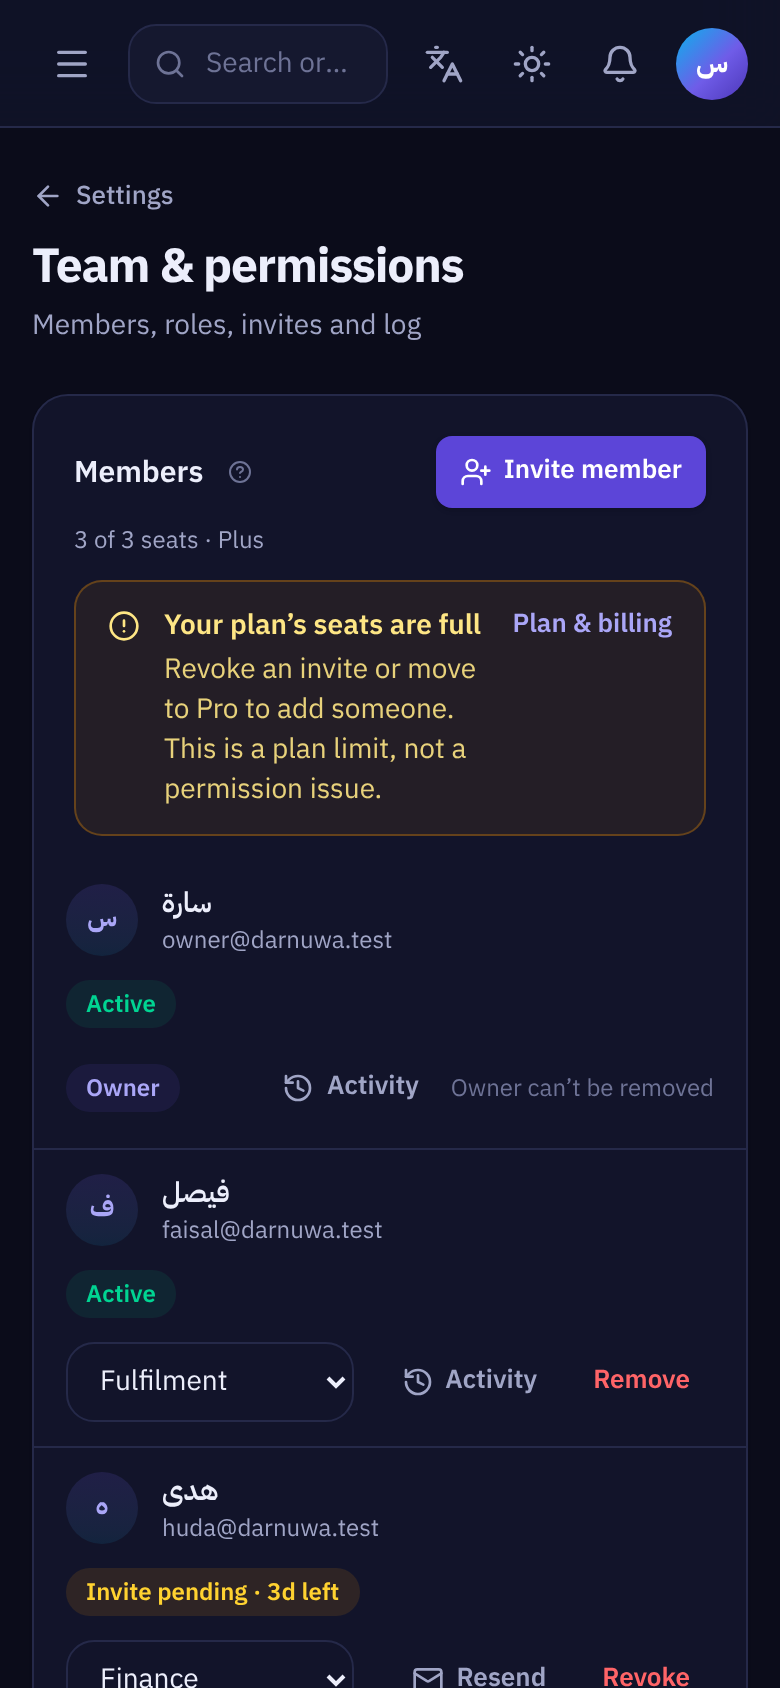 Search or...
س
Settings
Team & permissions
Members, roles, invites and log
Members
Invite member
3 of 3 seats · Plus
Your plan’s seats are full
Plan & billing
Revoke an invite or move
to Pro to add someone.
This is a plan limit, not a
permission issue.
س
سارة
owner@darnuwa.test
Active
Owner
Activity
Owner can’t be removed
ف
فيصل
faisal@darnuwa.test
Active
Fulfilment
Activity
Remove
ه
هدى
huda@darnuwa.test
Invite pending · 3d left
Finance
Resend
Revoke